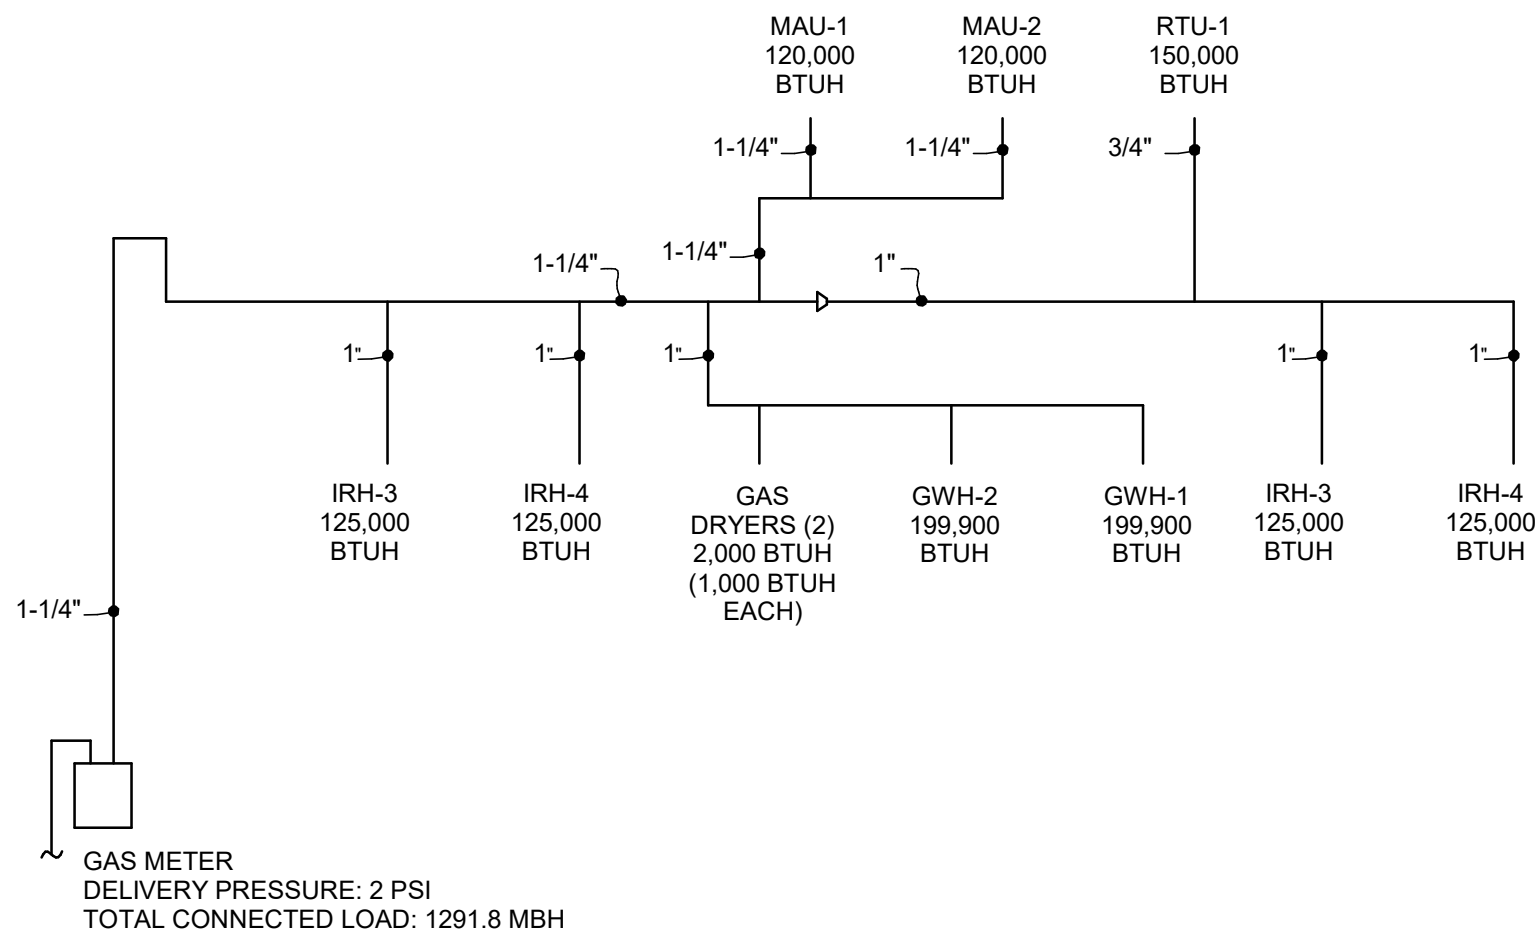 MAU-1
120,000
BTUH
MAU-2
120,000
BTUH
RTU-1
150,000
BTUH
1-1/4"
1-1/4"
3/4"
1-1/4"
1-1/4"
1"
1"
1"
1"
1"
1"
IRH-3
125,000
BTUH
IRH-4
125,000
BTUH
GAS
DRYERS (2)
2,000 BTUH
(1,000 BTUH
EACH)
GWH-2
199,900
BTUH
GWH-1
199,900
BTUH
IRH-3
125,000
BTUH
IRH-4
125,000
BTUH
1-1/4"
GAS METER
DELIVERY PRESSURE: 2 PSI
TOTAL CONNECTED LOAD: 1291.8 MBH